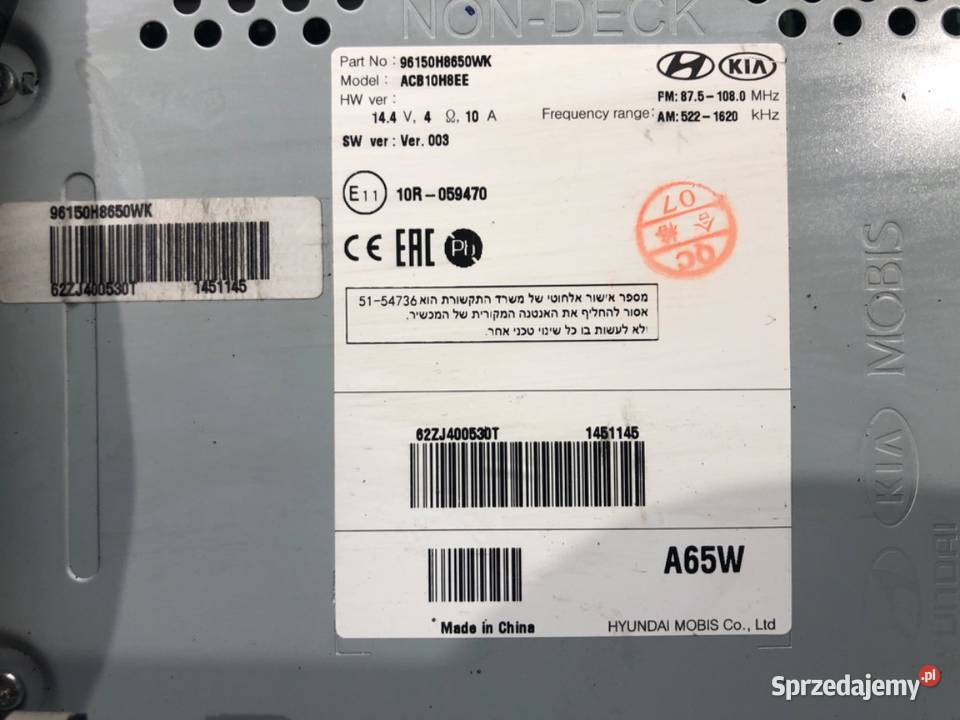 NON-DECK
Part No : 96150H8650WK
Model : ACB10H8EE
HW ver :
14.4 V, 4 Ω, 10 A
SW ver : Ver. 003
KIA
FM: 87.5-108.0 MHz
Frequency range: AM: 522-1620 kHz
E11 10R-059470
CE EAC Pb
07
合格
QC
מספר אישור אלחוטי של משרד התקשורת הוא 51-54736
אסור להחליף את האנטנה המקורית של המכשיר,
ולא לעשות בו כל שינוי טכני אחר.
96150H8650WK
62ZJ400530T 1451145
62ZJ400530T 1451145
A65W
Made in China
HYUNDAI MOBIS Co., Ltd
MOBIS
KIA
HYUNDAI
Sprzedajemy.pl